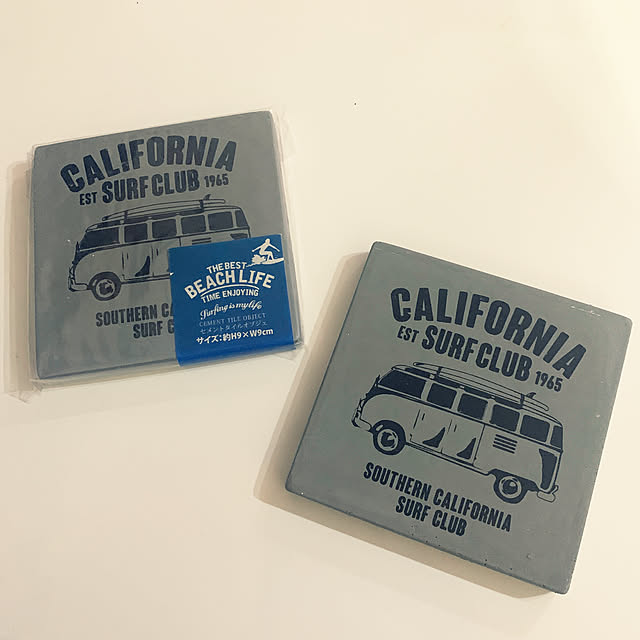 CALIFORNIA
EST SURF CLUB 1965
SOUTHERN CA
SURF C
THE BEST
BEACH LIFE
TIME ENJOYING
Surfing is my life
CEMENT TILE OBJECT
セメントタイルオブジェ
サイズ：約H9×W9cm
CALIFORNIA
EST SURF CLUB 1965
SOUTHERN CALIFORNIA
SURF CLUB